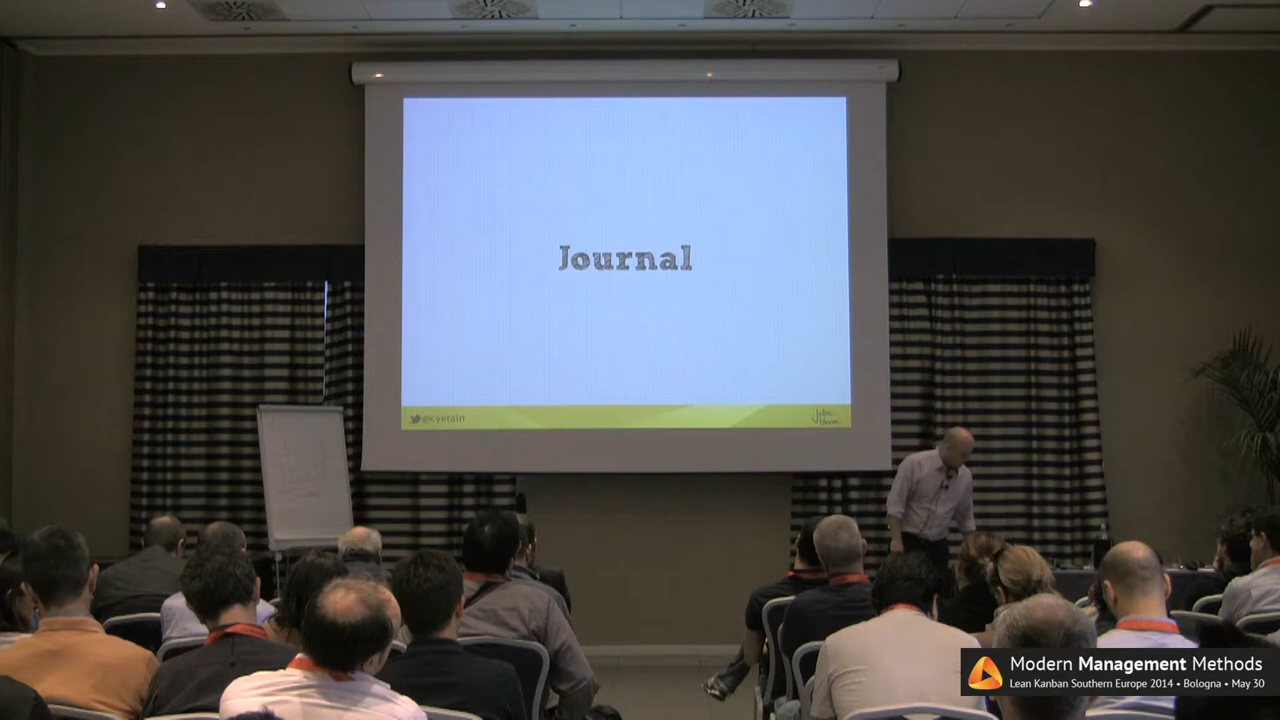 Journal
@cyetain
Modern Management Methods
Lean Kanban Southern Europe 2014 • Bologna • May 30